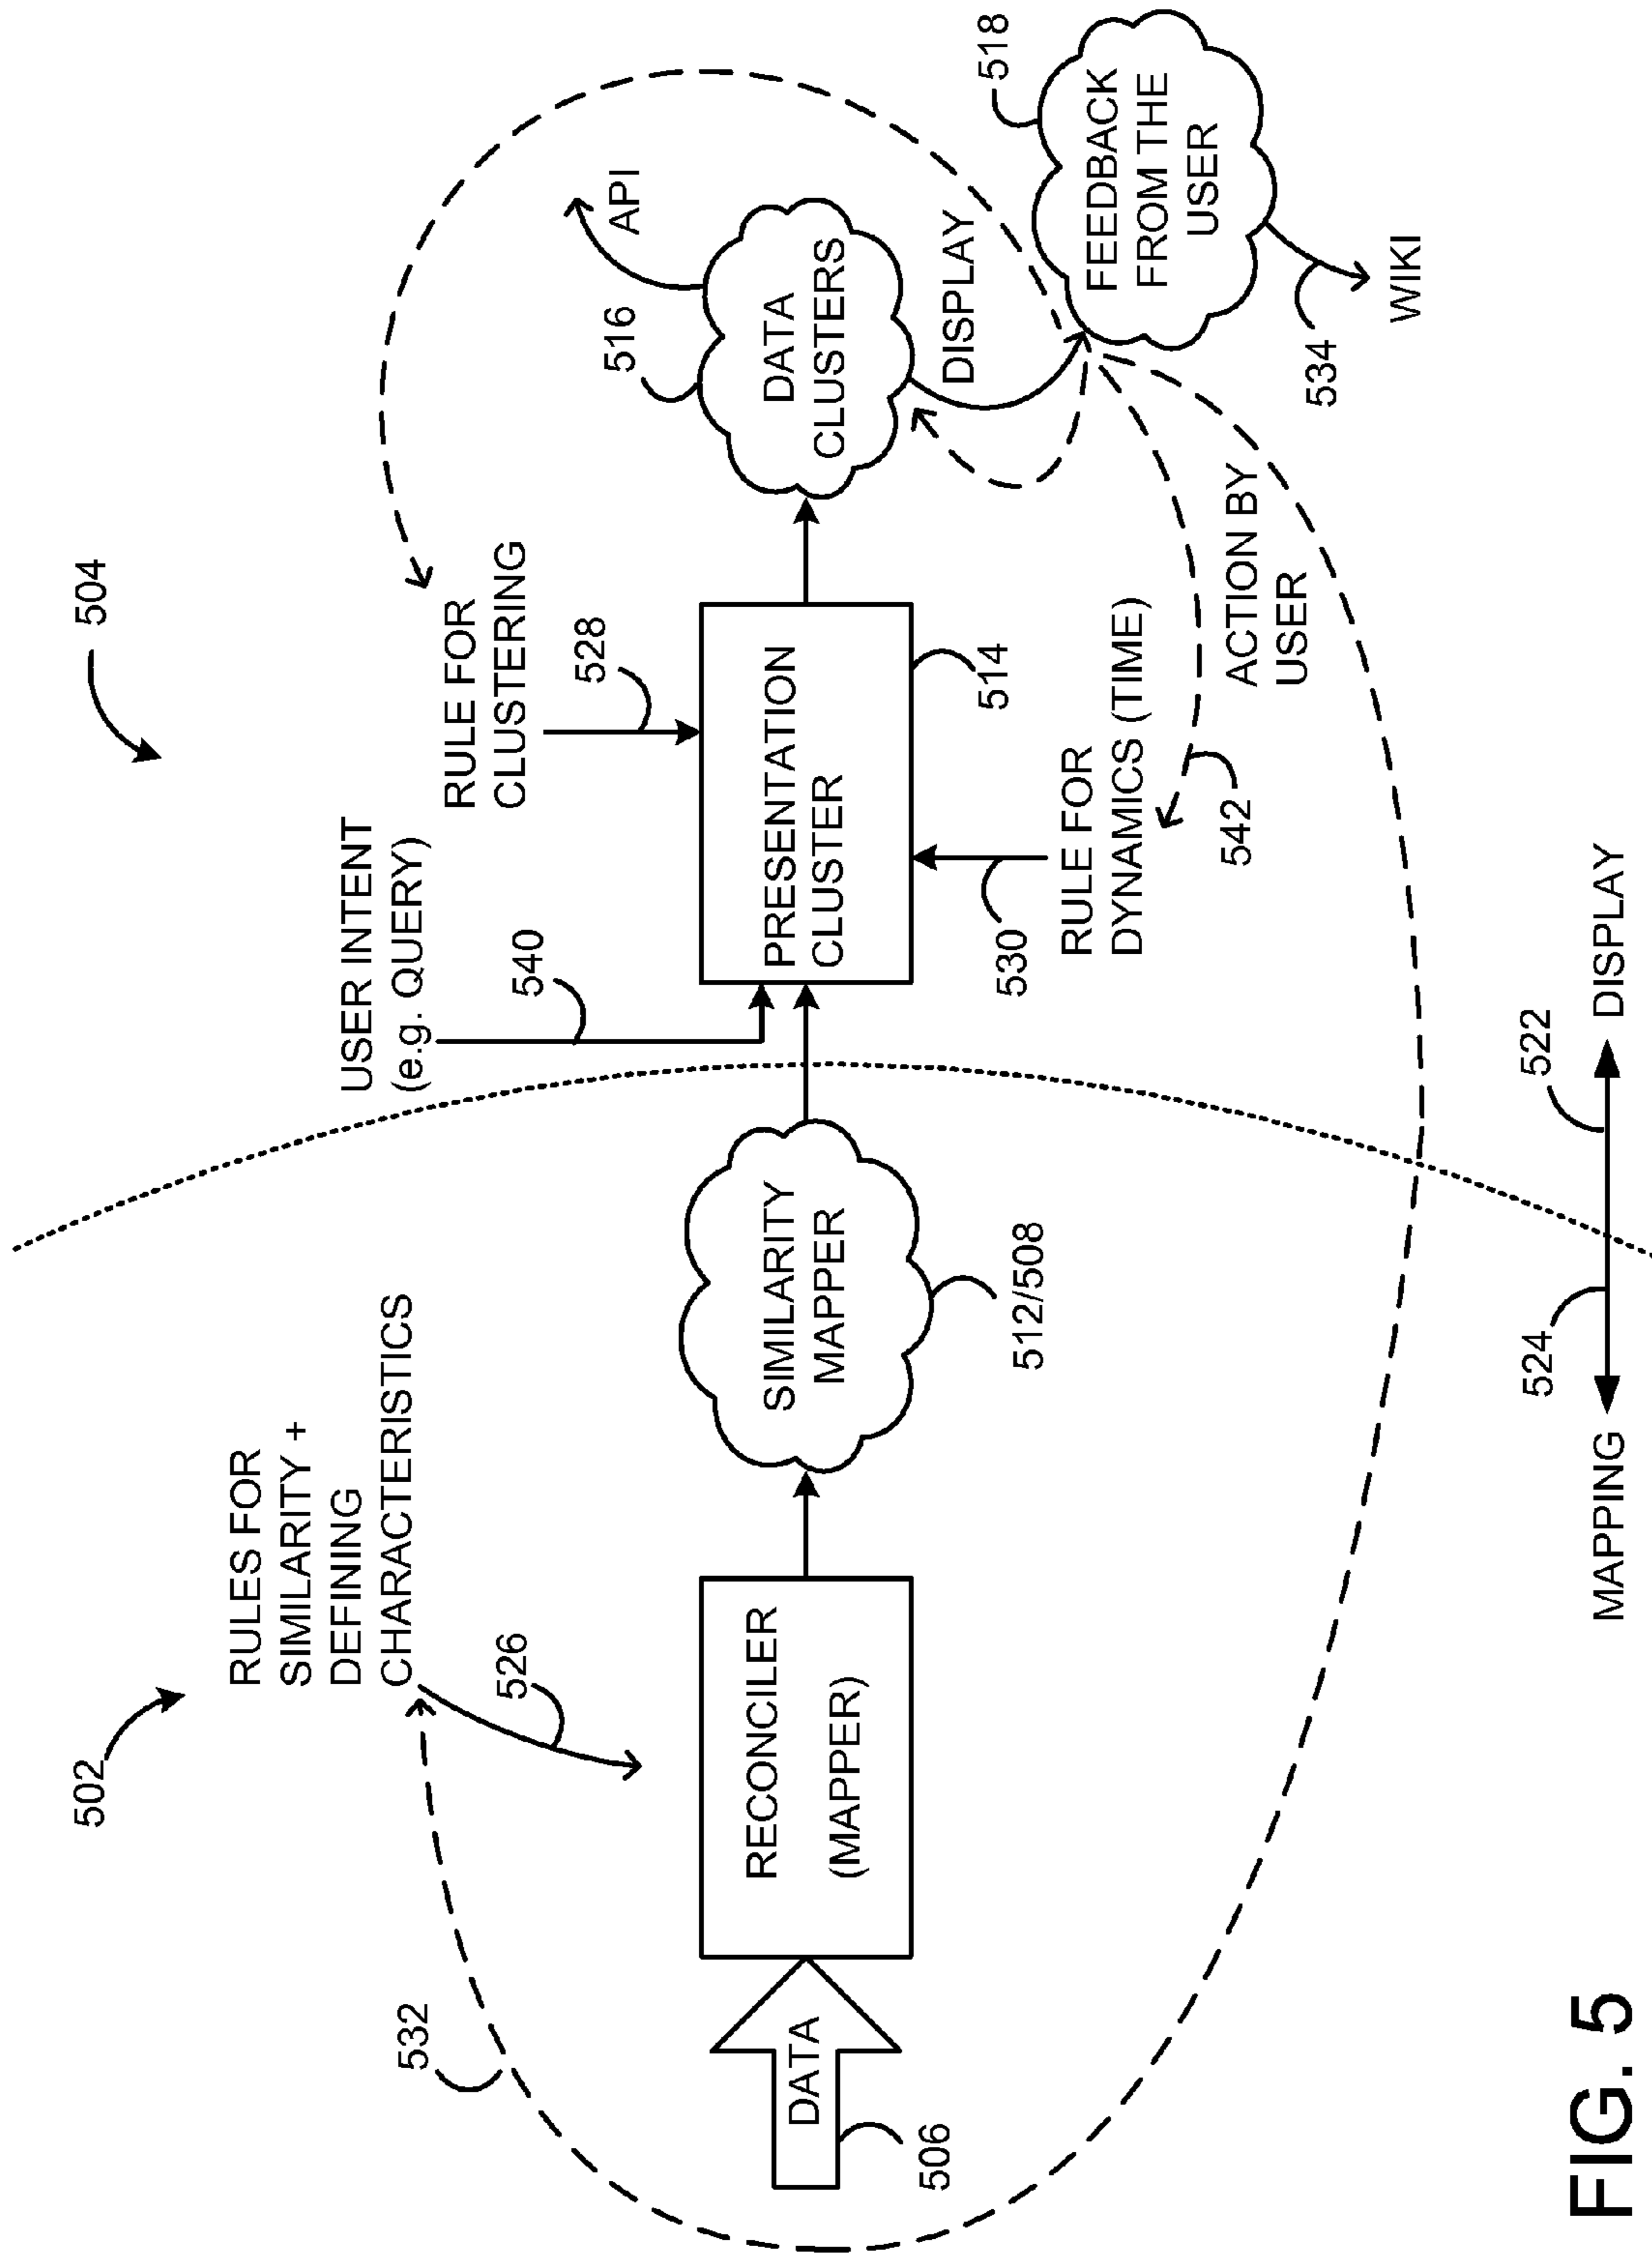 502
504
RULES FOR
SIMILARITY +
DEFINING
CHARACTERISTICS
526
532
USER INTENT
(e.g. QUERY)
540
RULE FOR
CLUSTERING
528
516
API
DATA
506
RECONCILER
(MAPPER)
SIMILARITY
MAPPER
512/508
PRESENTATION
CLUSTER
514
DATA
CLUSTERS
DISPLAY
518
FEEDBACK
FROM THE
USER
530
RULE FOR
DYNAMICS (TIME)
542
ACTION BY
USER
534
WIKI
524
522
MAPPING
DISPLAY
FIG. 5